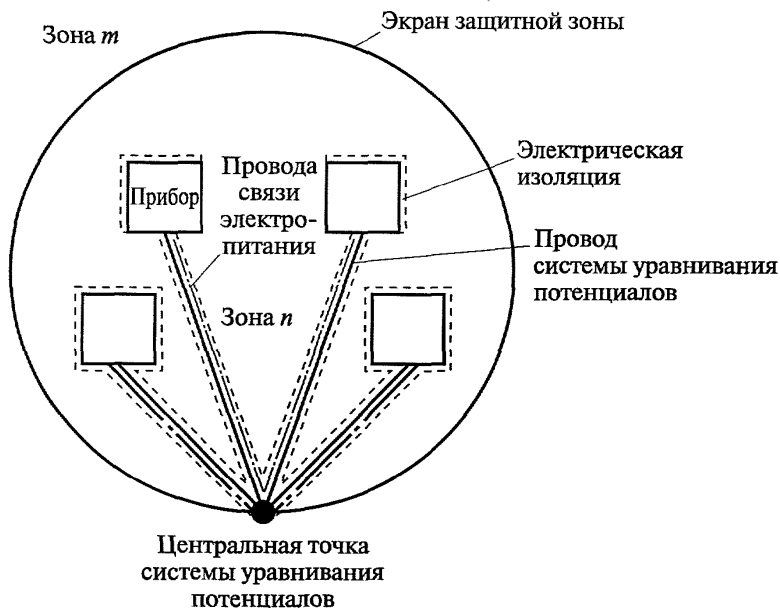 Зона m
Экран защитной зоны
Прибор
Провода
связи
электро-
питания
Электрическая
изоляция
Провод
системы уравнивания
потенциалов
Зона n
Центральная точка
системы уравнивания
потенциалов